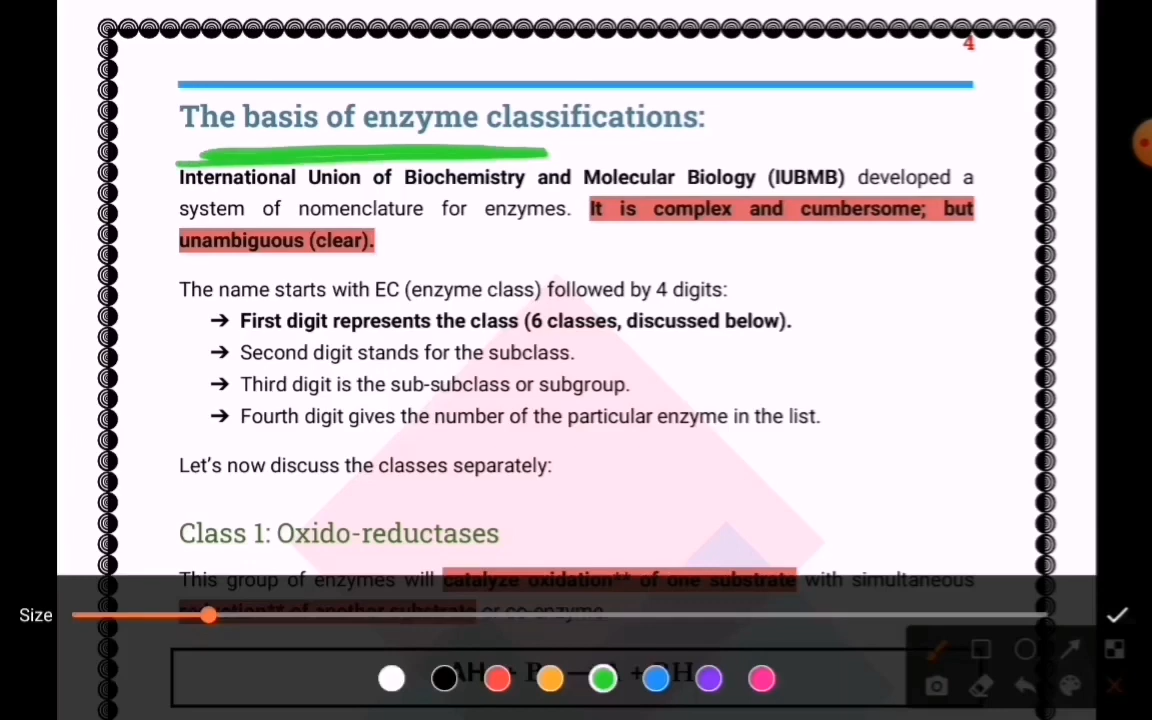 4
The basis of enzyme classifications:
International Union of Biochemistry and Molecular Biology (IUBMB) developed a
system of nomenclature for enzymes. It is complex and cumbersome; but
unambiguous (clear).
The name starts with EC (enzyme class) followed by 4 digits:
➔ First digit represents the class (6 classes, discussed below).
➔ Second digit stands for the subclass.
➔ Third digit is the sub-subclass or subgroup.
➔ Fourth digit gives the number of the particular enzyme in the list.
Let's now discuss the classes separately:
Class 1: Oxido-reductases
This group of enzymes will catalyze oxidation** of one substrate with simultaneous
reduction** of another substrate or co-enzyme.
Size